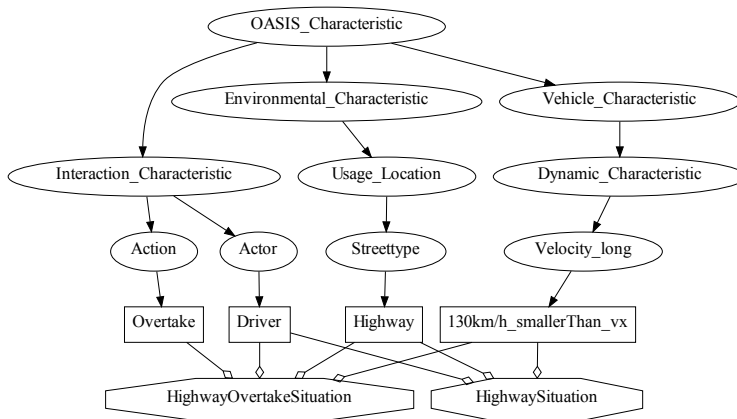 OASIS_Characteristic
Environmental_Characteristic
Vehicle_Characteristic
Interaction_Characteristic
Usage_Location
Dynamic_Characteristic
Action
Actor
Streettype
Velocity_long
Overtake
Driver
Highway
130km/h_smallerThan_vx
HighwayOvertakeSituation
HighwaySituation